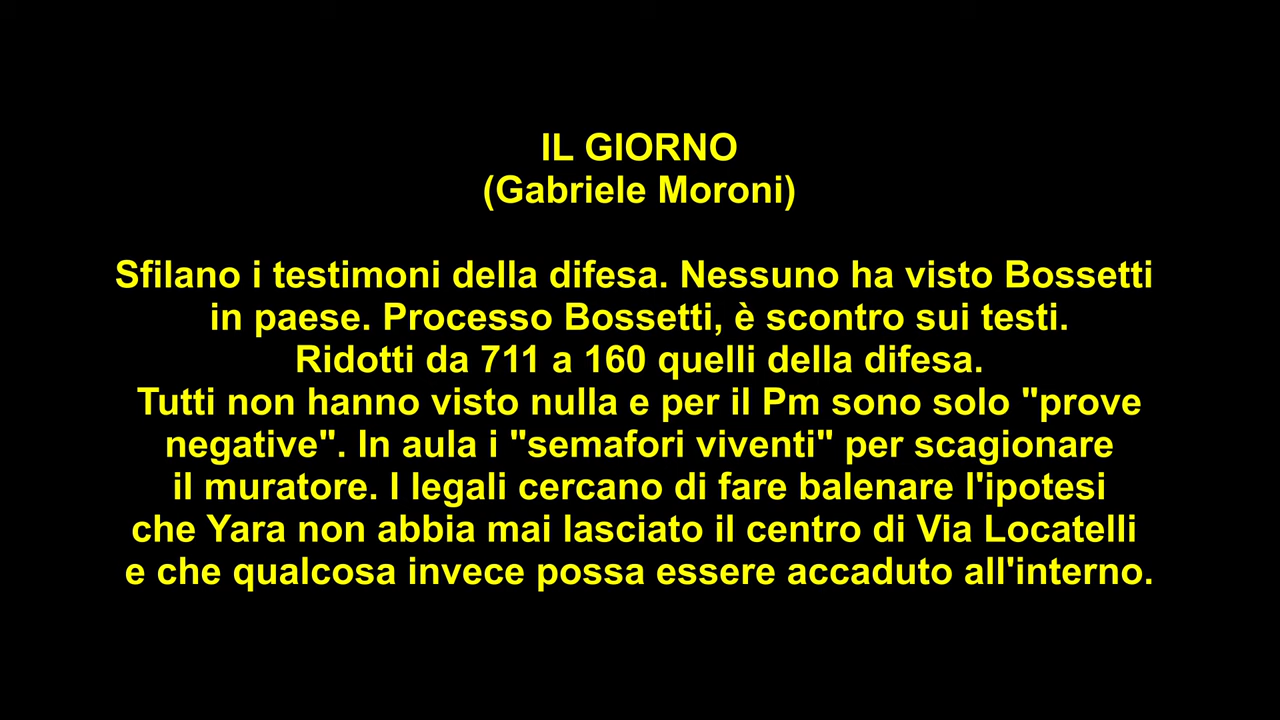 IL GIORNO
(Gabriele Moroni)
Sfilano i testimoni della difesa. Nessuno ha visto Bossetti
in paese. Processo Bossetti, è scontro sui testi.
Ridotti da 711 a 160 quelli della difesa.
Tutti non hanno visto nulla e per il Pm sono solo "prove
negative". In aula i "semafori viventi" per scagionare
il muratore. I legali cercano di fare balenare l'ipotesi
che Yara non abbia mai lasciato il centro di Via Locatelli
e che qualcosa invece possa essere accaduto all'interno.